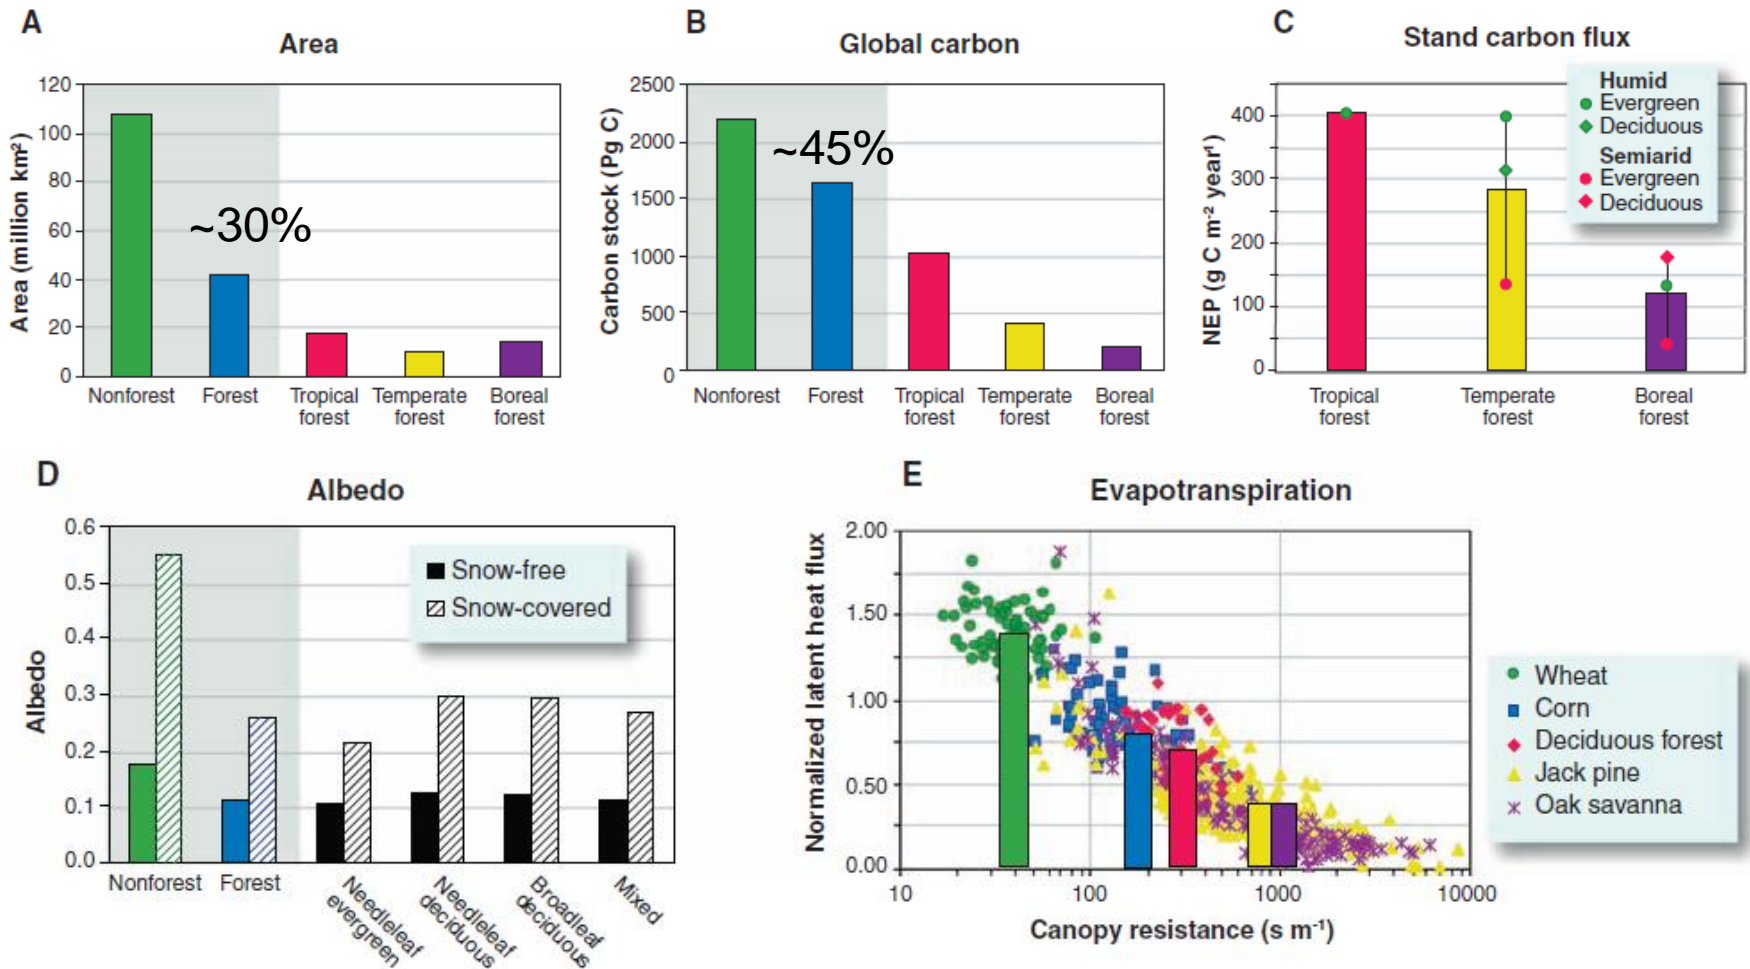 A
Area
Area (million km²)
120
100
80
60
40
20
0
~30%
Nonforest
Forest
Tropical
forest
Temperate
forest
Boreal
forest
B
Global carbon
Carbon stock (Pg C)
2500
2000
1500
1000
500
0
~45%
Nonforest
Forest
Tropical
forest
Temperate
forest
Boreal
forest
C
Stand carbon flux
NEP (g C m⁻² year¹)
400
300
200
100
0
Humid
Evergreen
Deciduous
Semiarid
Evergreen
Deciduous
Tropical
forest
Temperate
forest
Boreal
forest
D
Albedo
Albedo
0.6
0.5
0.4
0.3
0.2
0.1
0.0
Snow-free
Snow-covered
Nonforest
Forest
Needleleaf
evergreen
Needleleaf
deciduous
Broadleaf
deciduous
Mixed
E
Evapotranspiration
Normalized latent heat flux
2.00
1.50
1.00
0.50
0.00
10
100
1000
10000
Canopy resistance (s m⁻¹)
Wheat
Corn
Deciduous forest
Jack pine
Oak savanna